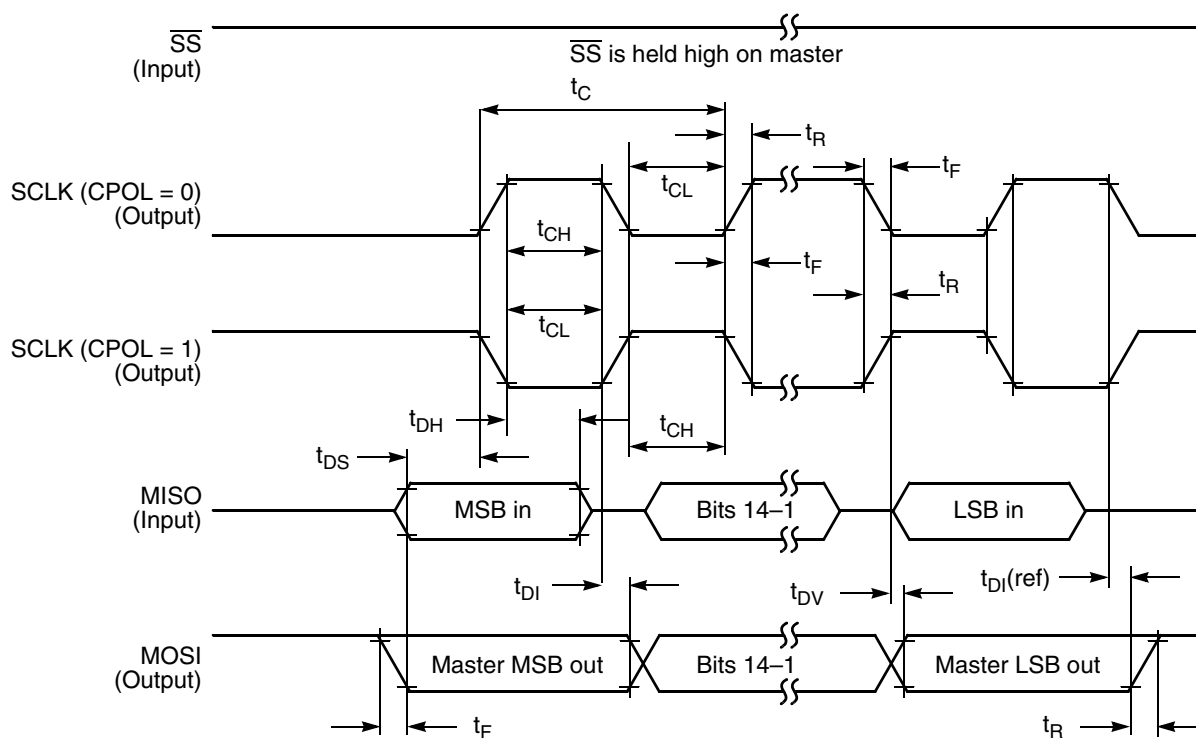 SS
(Input)
SS is held high on master
tC
tR
tF
SCLK (CPOL = 0)
(Output)
tCL
tCH
tF
tR
tCL
SCLK (CPOL = 1)
(Output)
tDH
tCH
tDS
MISO
(Input)
MSB in
Bits 14–1
LSB in
tDI
tDV
tDI(ref)
MOSI
(Output)
Master MSB out
Bits 14–1
Master LSB out
tF
tR